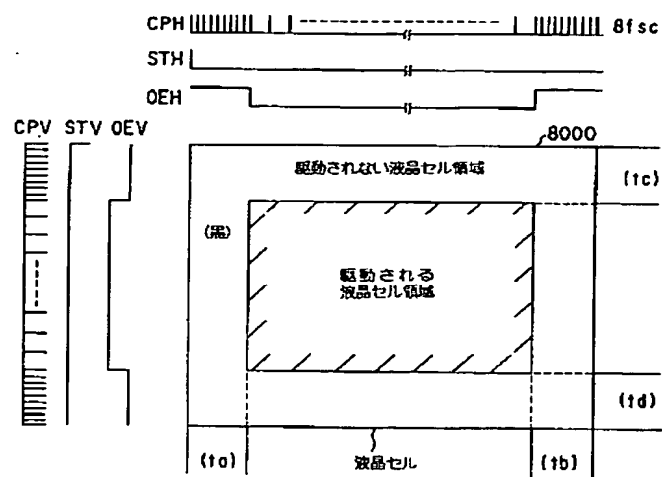 CPH
8fsc
STH
OEH
CPV STV OEV
8000
駆動されない液晶セル領域
(tc)
(黒)
駆動される
液晶セル領域
(td)
(ta)
液晶セル
(tb)